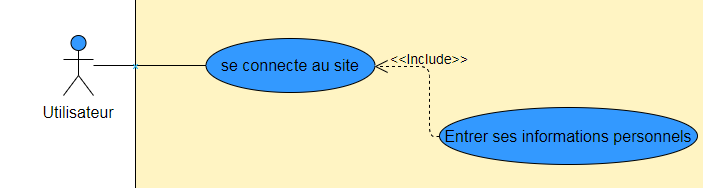 <<Include>>
se connecte au site
Utilisateur
Entrer ses informations personnels